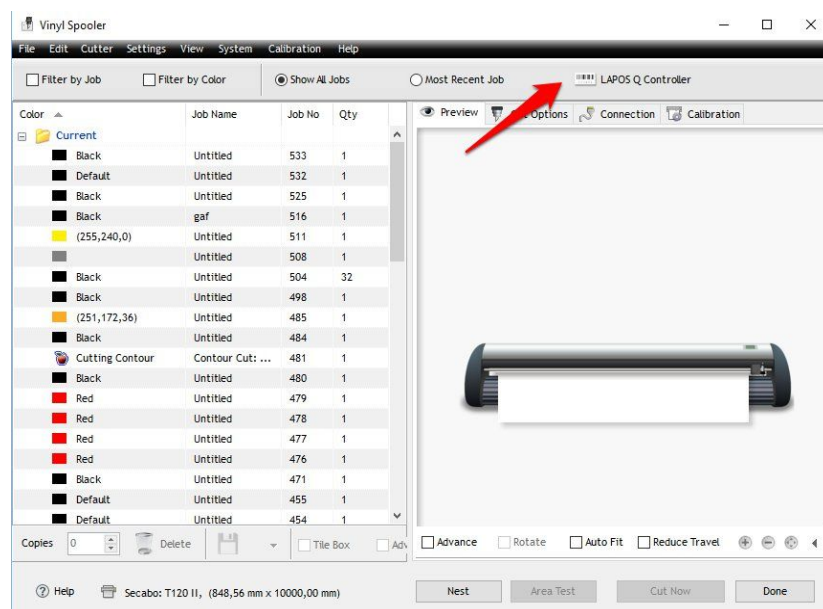 Vinyl Spooler
File Edit Cutter Settings View System Calibration Help
Filter by Job Filter by Color Show All Jobs Most Recent Job LAPOS Q Controller
Color Job Name Job No Qty
Preview Options Connection Calibration
Current
Black Untitled 533 1
Default Untitled 532 1
Black Untitled 525 1
Black gaf 516 1
(255,240,0) Untitled 511 1
Untitled 508 1
Black Untitled 504 32
Black Untitled 498 1
(251,172,36) Untitled 485 1
Black Untitled 484 1
Cutting Contour Contour Cut: ... 481 1
Black Untitled 480 1
Red Untitled 479 1
Red Untitled 478 1
Red Untitled 477 1
Red Untitled 476 1
Black Untitled 471 1
Default Untitled 455 1
Default Untitled 454 1
Copies 0 Delete Tile Box Adv
Advance Rotate Auto Fit Reduce Travel
Help Secabo: T120 II, (848,56 mm x 10000,00 mm)
Nest Area Test Cut Now Done